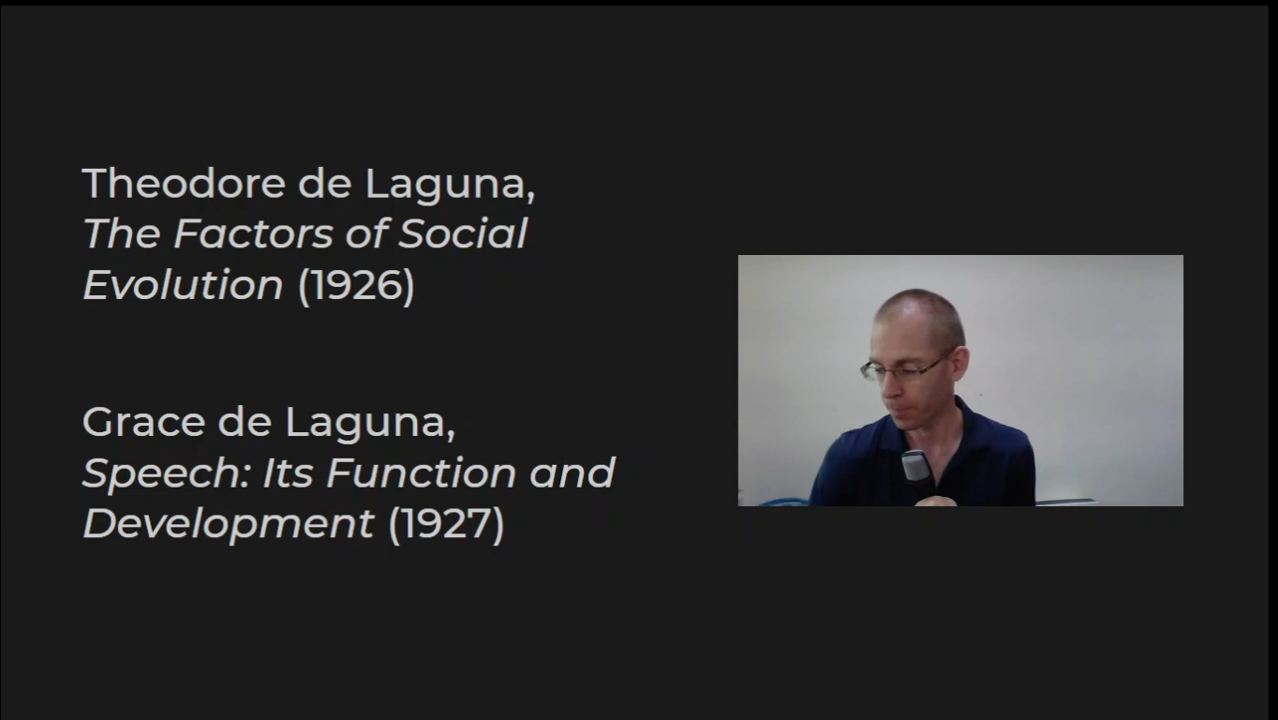 Theodore de Laguna,
The Factors of Social
Evolution (1926)
Grace de Laguna,
Speech: Its Function and
Development (1927)